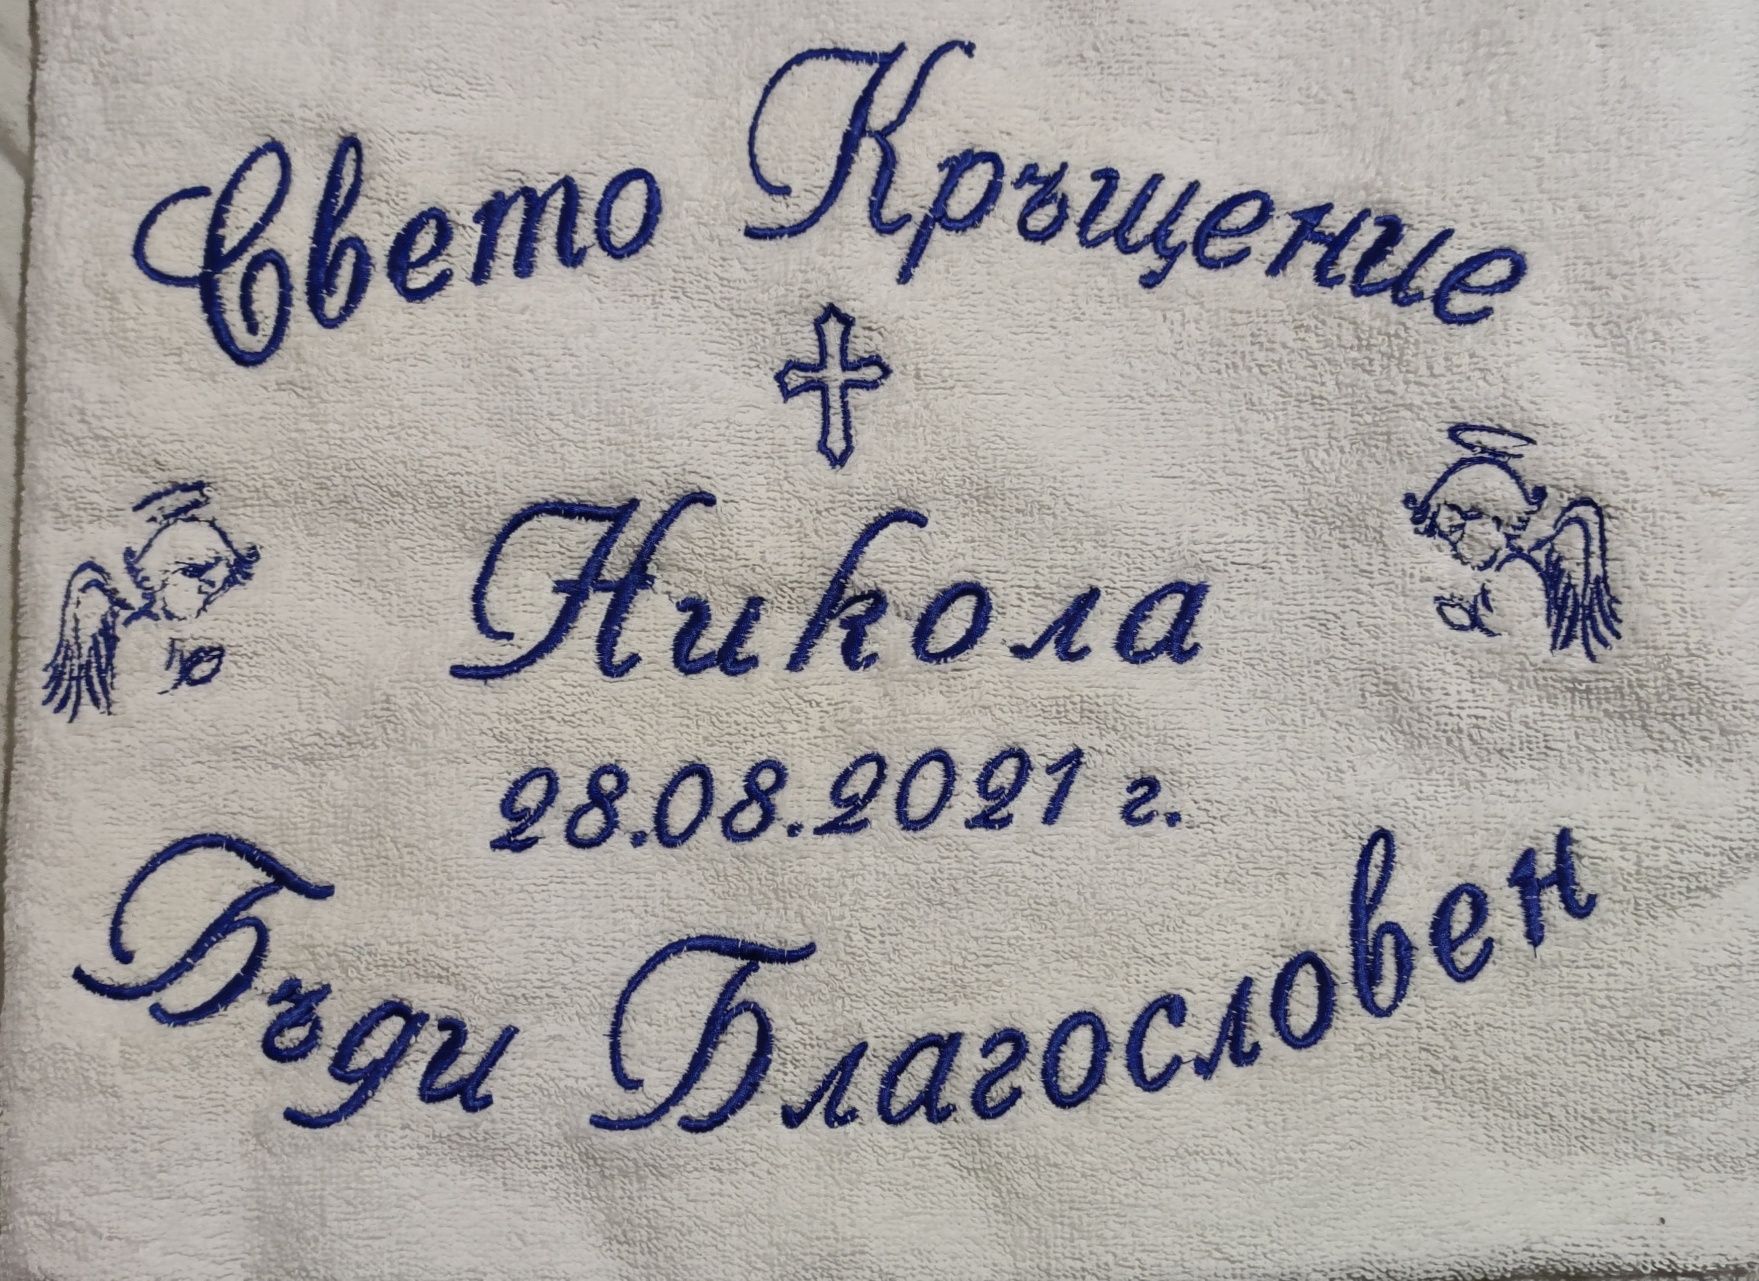 Свето Кръщение
Никола
28.08.2021 г.
Бъди Благословен